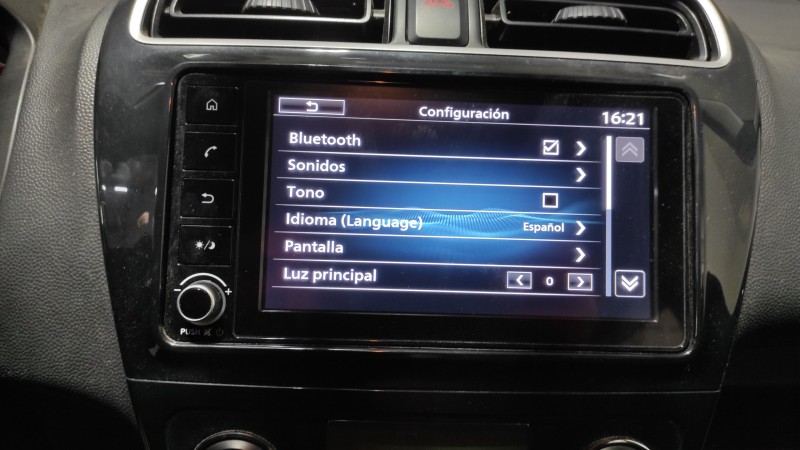 Configuración 16:21
Bluetooth
Sonidos
Tono
Idioma (Language) Español
Pantalla
Luz principal 0
- +
PUSH